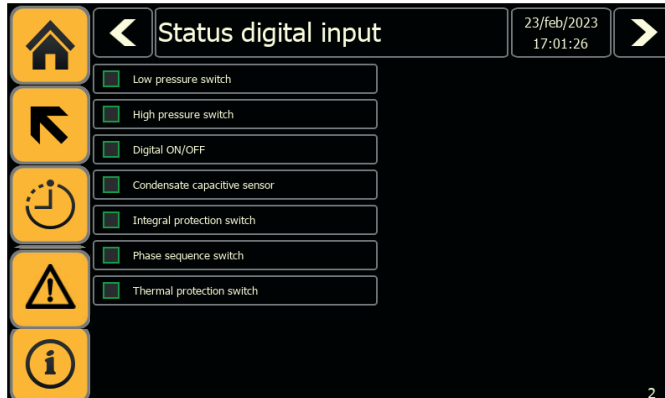 Status digital input
23/feb/2023
17:01:26
Low pressure switch
High pressure switch
Digital ON/OFF
Condensate capacitive sensor
Integral protection switch
Phase sequence switch
Thermal protection switch
2